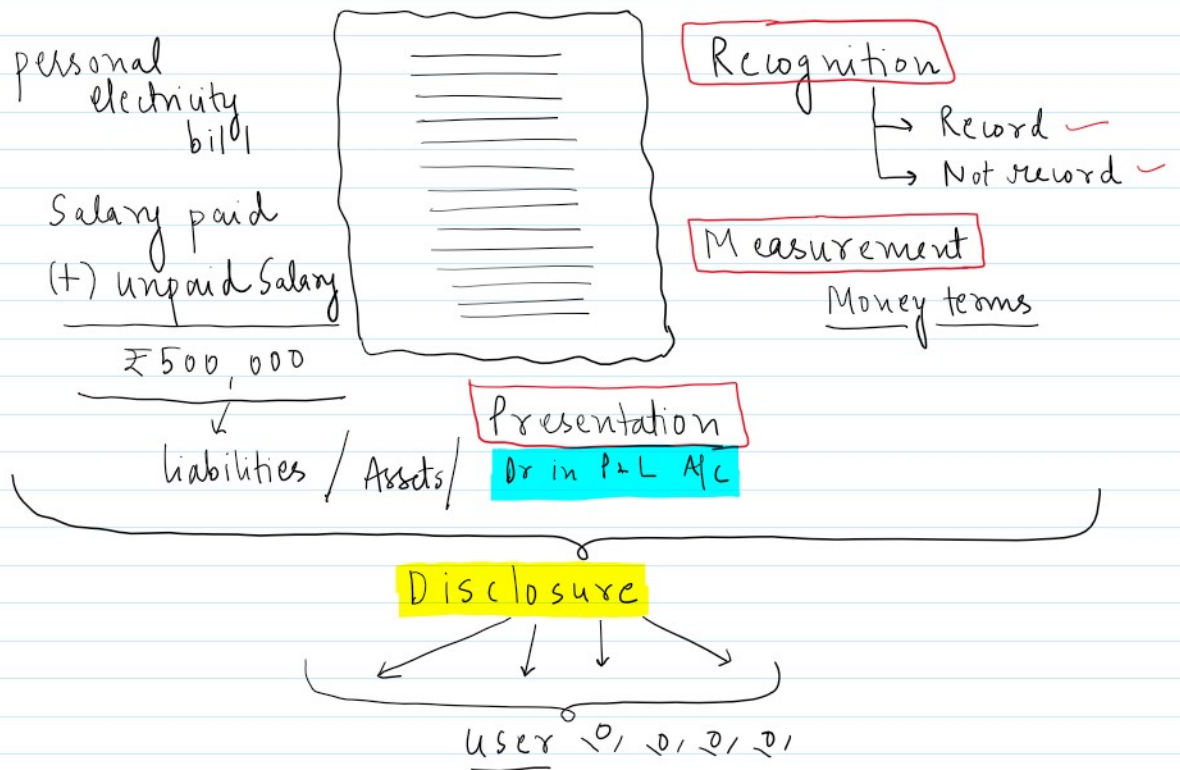 personal
electricity
bill
Salary paid
(+) unpaid Salary
₹500,000
Recognition
→ Record
→ Not record
Measurement
Money terms
Presentation
liabilities / Assets / Dr in P&L A/C
Disclosure
user